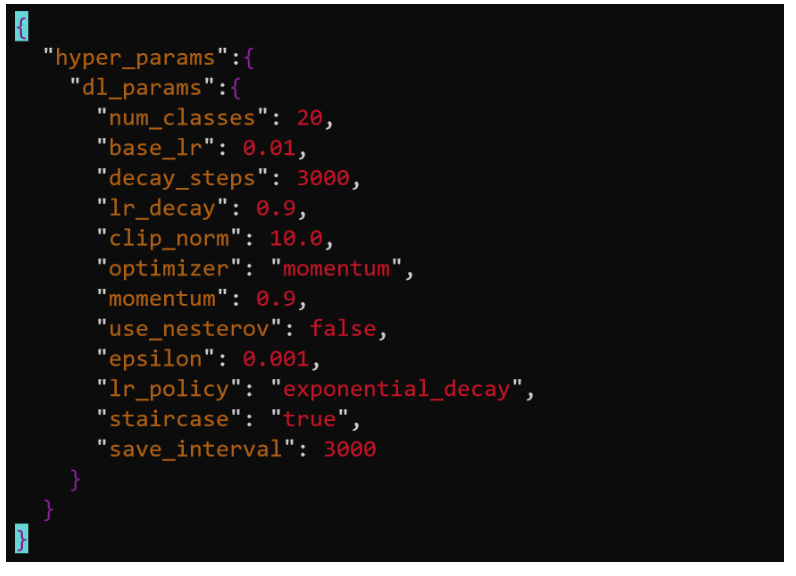 {
  "hyper_params":{
    "dl_params":{
      "num_classes": 20,
      "base_lr": 0.01,
      "decay_steps": 3000,
      "lr_decay": 0.9,
      "clip_norm": 10.0,
      "optimizer": "momentum",
      "momentum": 0.9,
      "use_nesterov": false,
      "epsilon": 0.001,
      "lr_policy": "exponential_decay",
      "staircase": "true",
      "save_interval": 3000
    }
  }
}